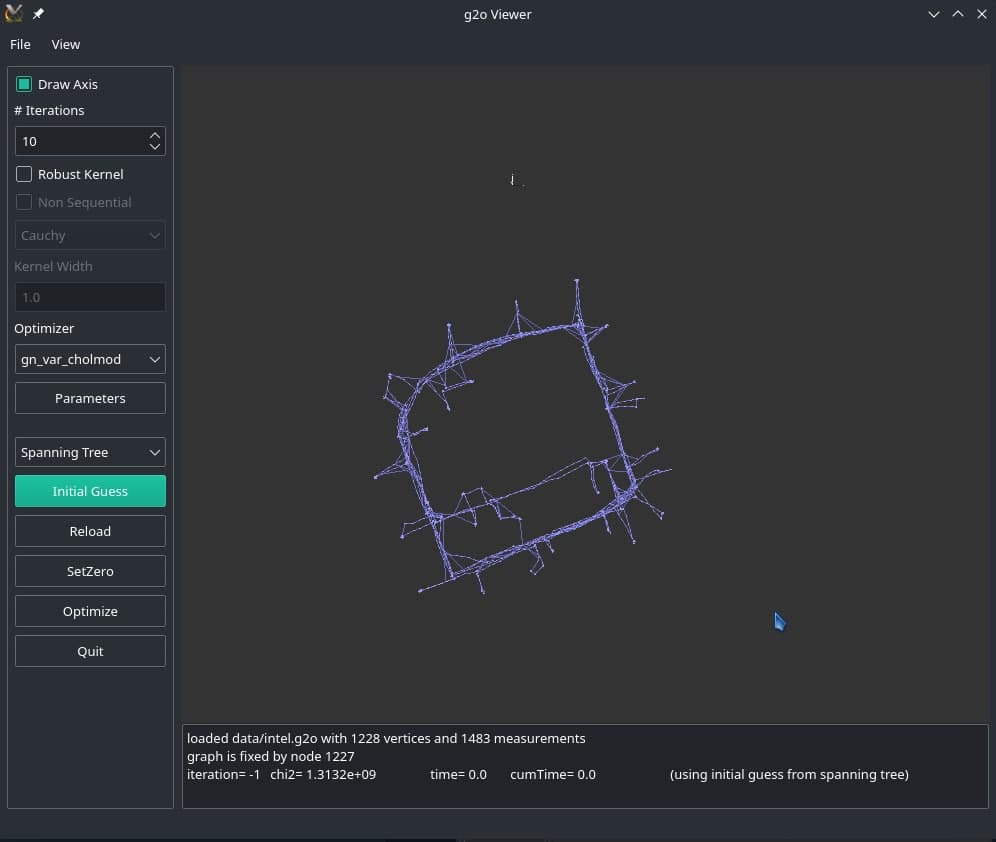 g2o Viewer
File View
Draw Axis
# Iterations
10
Robust Kernel
Non Sequential
Cauchy
Kernel Width
1.0
Optimizer
gn_var_cholmod
Parameters
Spanning Tree
Initial Guess
Reload
SetZero
Optimize
Quit
loaded data/intel.g2o with 1228 vertices and 1483 measurements
graph is fixed by node 1227
iteration= -1 chi2= 1.3132e+09 time= 0.0 cumTime= 0.0 (using initial guess from spanning tree)